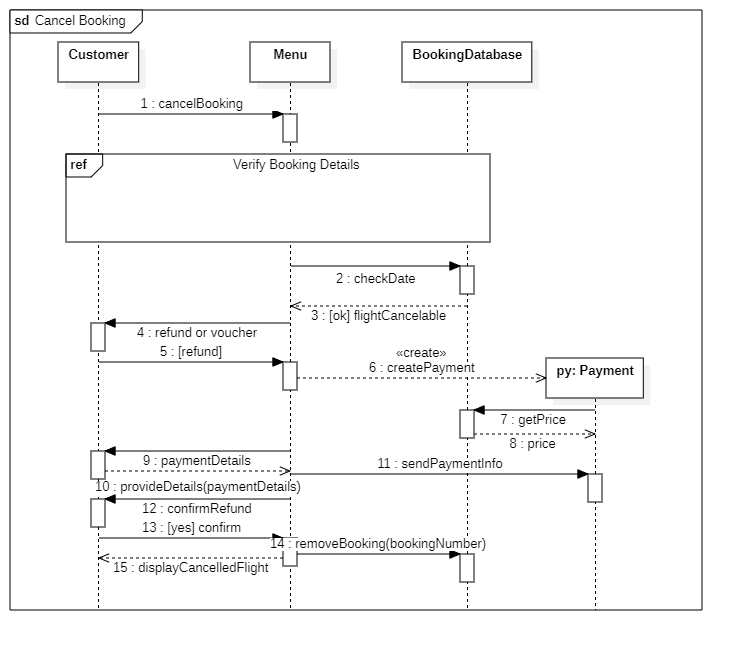 sd Cancel Booking
Customer
Menu
BookingDatabase
1 : cancelBooking
ref
Verify Booking Details
2 : checkDate
3 : [ok] flightCancelable
4 : refund or voucher
5 : [refund]
«create»
6 : createPayment
py: Payment
7 : getPrice
8 : price
9 : paymentDetails
11 : sendPaymentInfo
10 : provideDetails(paymentDetails)
12 : confirmRefund
13 : [yes] confirm
14 : removeBooking(bookingNumber)
15 : displayCancelledFlight